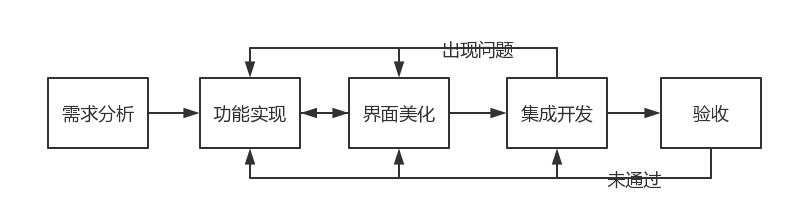 出现问题
需求分析
功能实现
界面美化
集成开发
验收
未通过